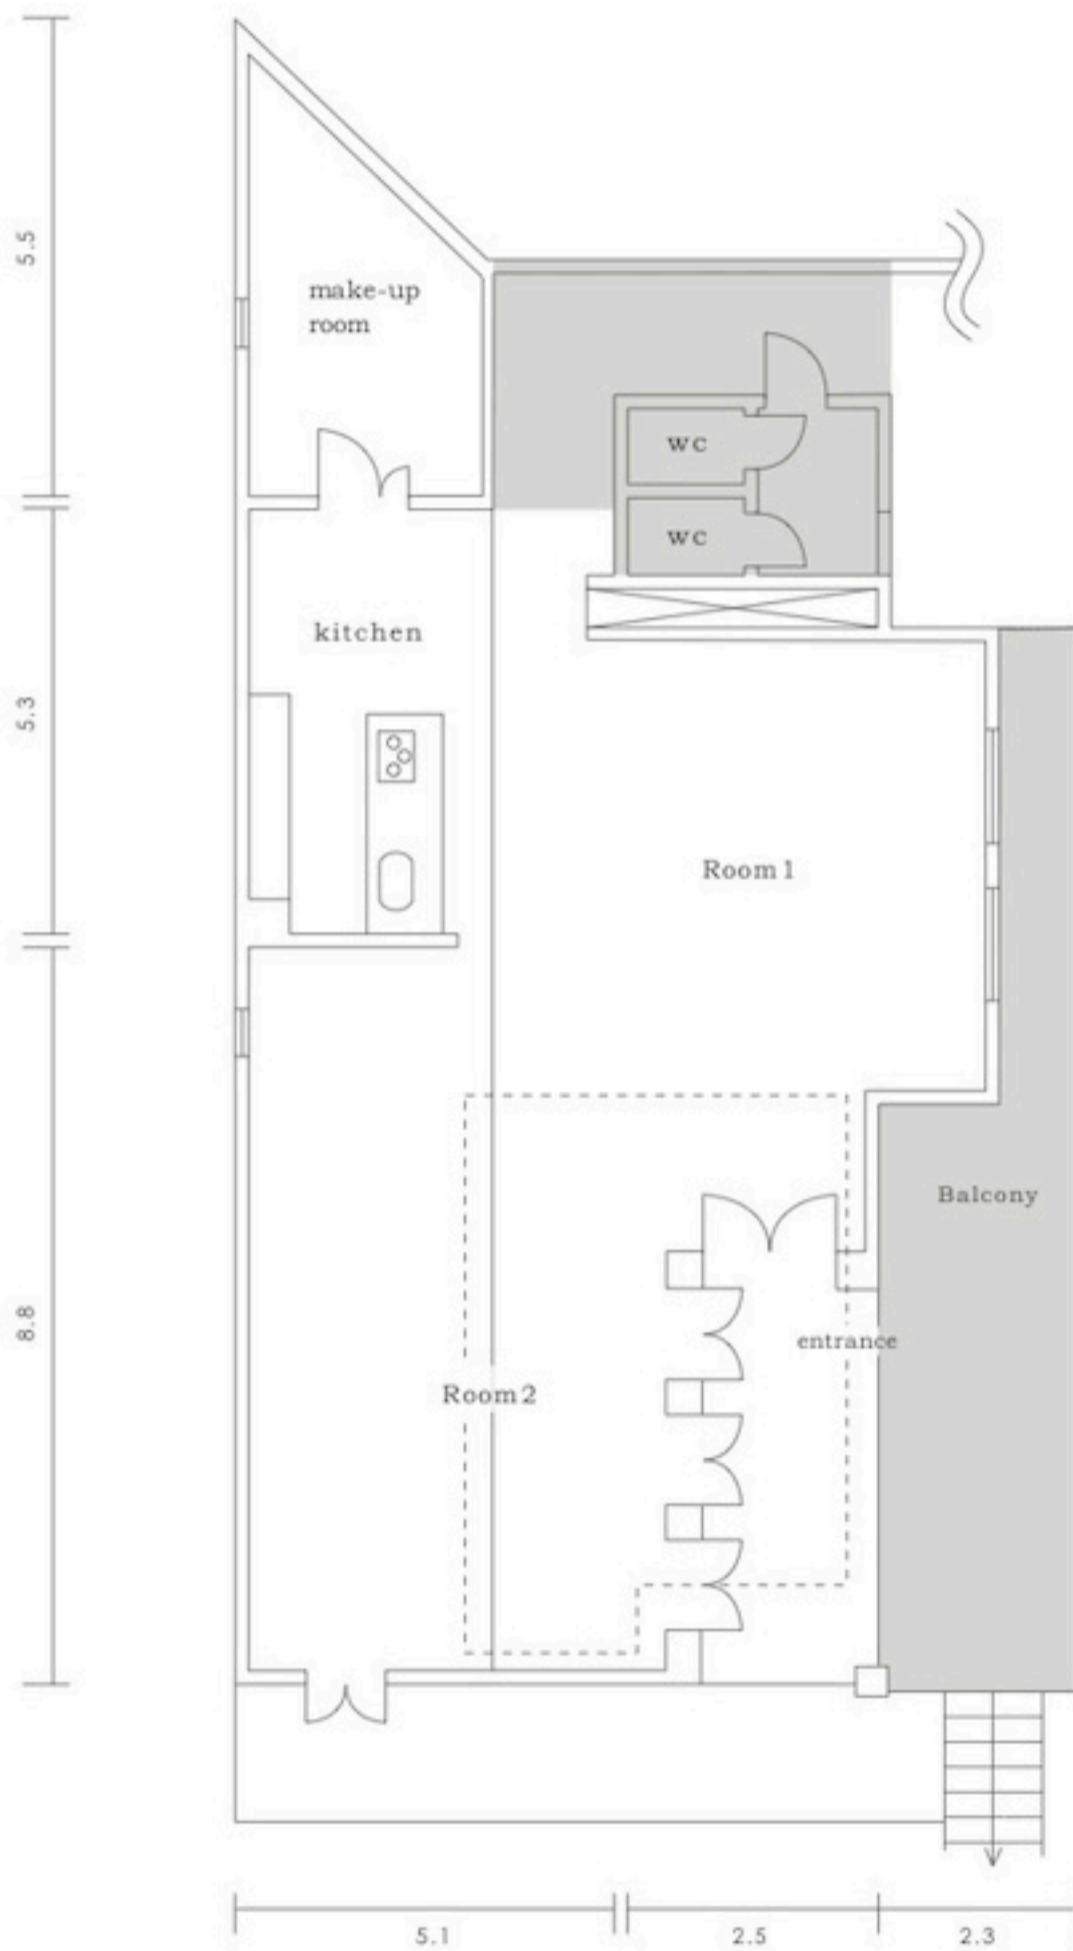 5.5
make-up
room
WC
WC
kitchen
5.3
Room 1
Balcony
8.8
entrance
Room 2
5.1
2.5
2.3